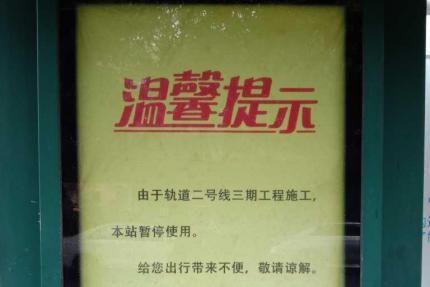 温馨提示
由于轨道二号线三期工程施工，
本站暂停使用。
给您出行带来不便，敬请谅解。